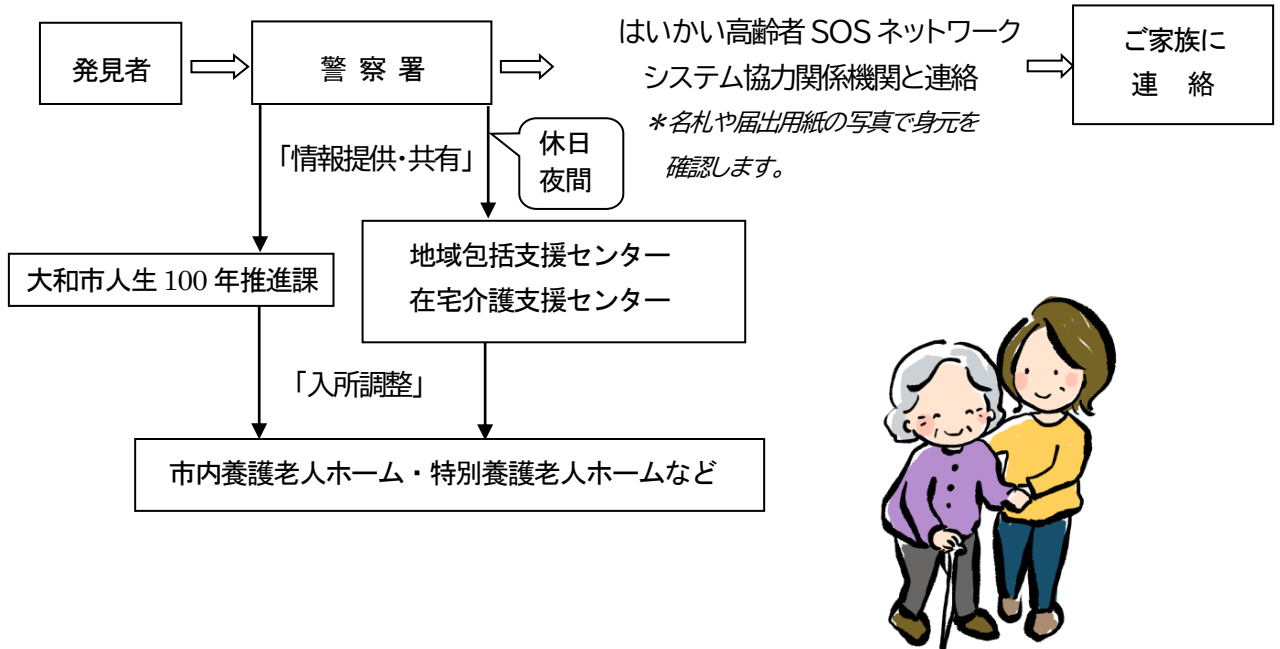 発見者
警察署
はいかい高齢者 SOS ネットワーク
システム協力関係機関と連絡
＊名札や届出用紙の写真で身元を
確認します。
ご家族に
連　絡
「情報提供・共有」
休日
夜間
大和市人生 100 年推進課
地域包括支援センター
在宅介護支援センター
「入所調整」
市内養護老人ホーム・特別養護老人ホームなど